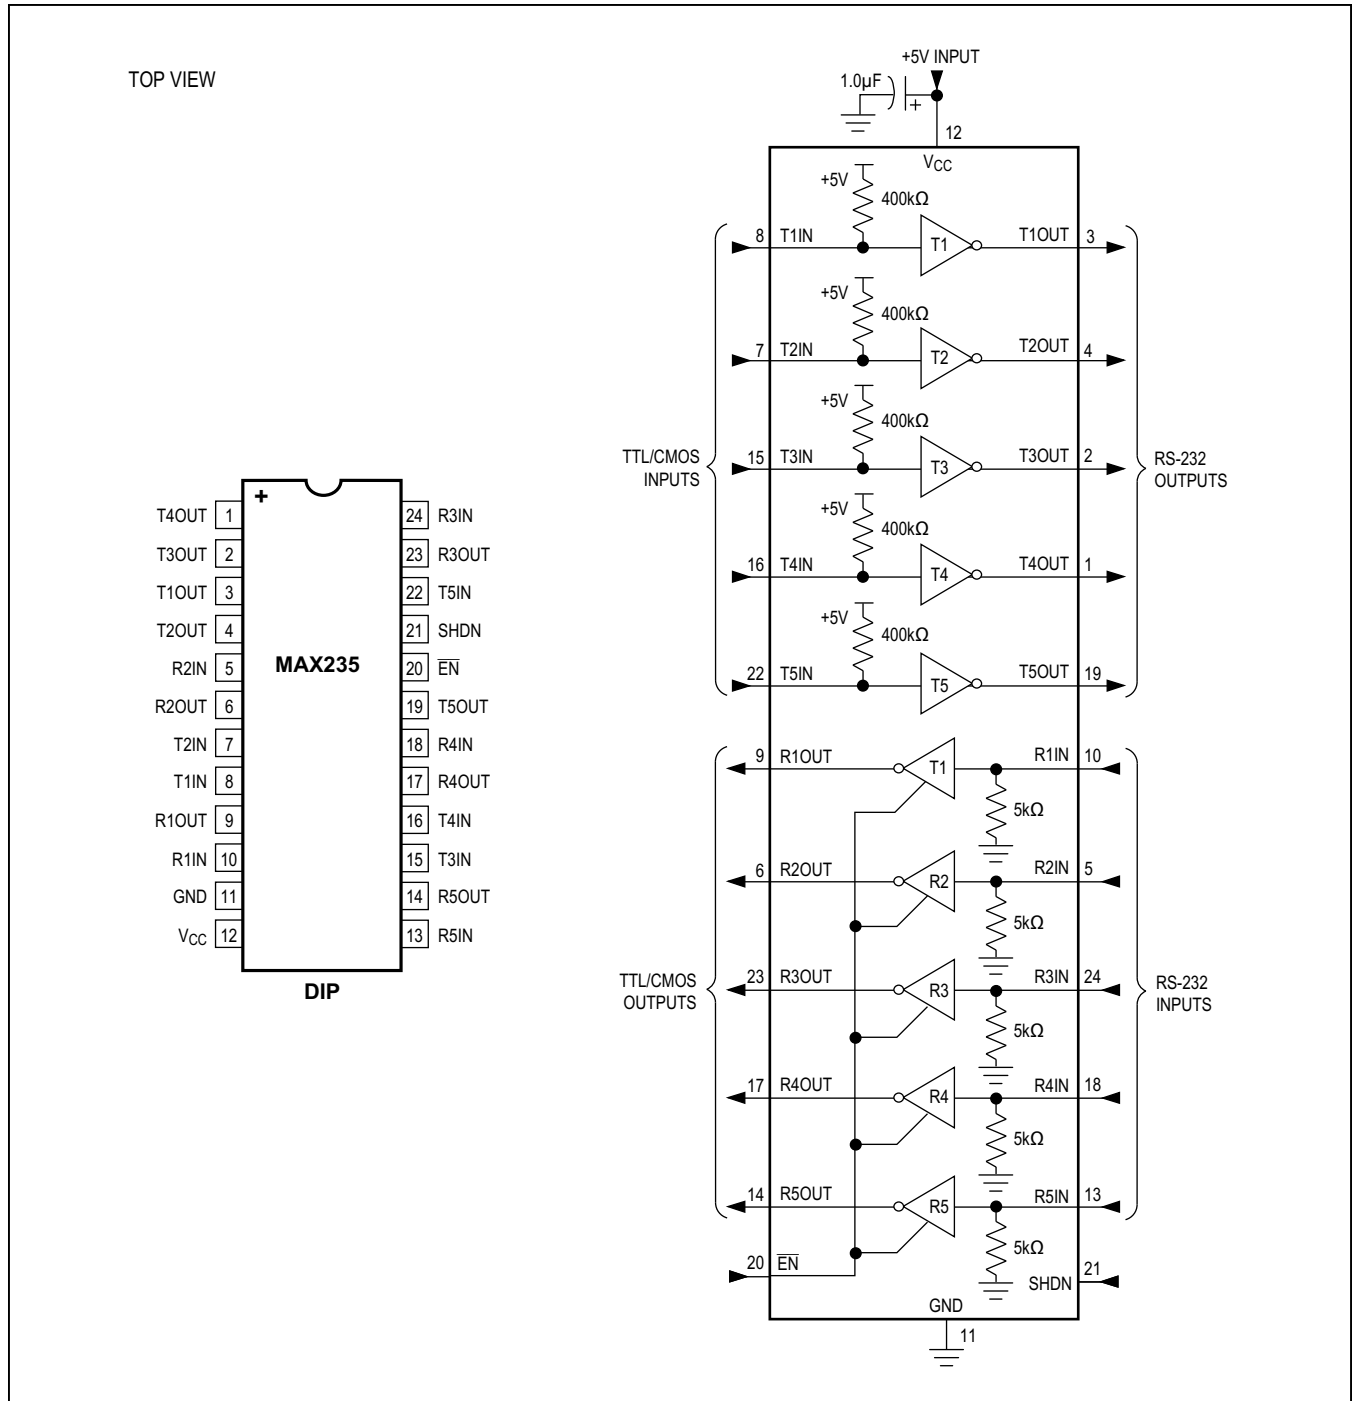 TOP VIEW
T4OUT 1
T3OUT 2
T1OUT 3
T2OUT 4
R2IN 5
R2OUT 6
T2IN 7
T1IN 8
R1OUT 9
R1IN 10
GND 11
VCC 12
+
MAX235
24 R3IN
23 R3OUT
22 T5IN
21 SHDN
20 EN
19 T5OUT
18 R4IN
17 R4OUT
16 T4IN
15 T3IN
14 R5OUT
13 R5IN
DIP
+5V INPUT
1.0µF
+
12
VCC
+5V
400kΩ
8 T1IN T1 T1OUT 3
+5V
400kΩ
7 T2IN T2 T2OUT 4
+5V
400kΩ
TTL/CMOS
INPUTS
15 T3IN T3 T3OUT 2
RS-232
OUTPUTS
+5V
400kΩ
16 T4IN T4 T4OUT 1
+5V
400kΩ
22 T5IN T5 T5OUT 19
9 R1OUT T1 R1IN 10
5kΩ
6 R2OUT R2 R2IN 5
5kΩ
TTL/CMOS
OUTPUTS
23 R3OUT R3 R3IN 24
RS-232
INPUTS
5kΩ
17 R4OUT R4 R4IN 18
5kΩ
14 R5OUT R5 R5IN 13
5kΩ
20 EN
SHDN 21
GND
11